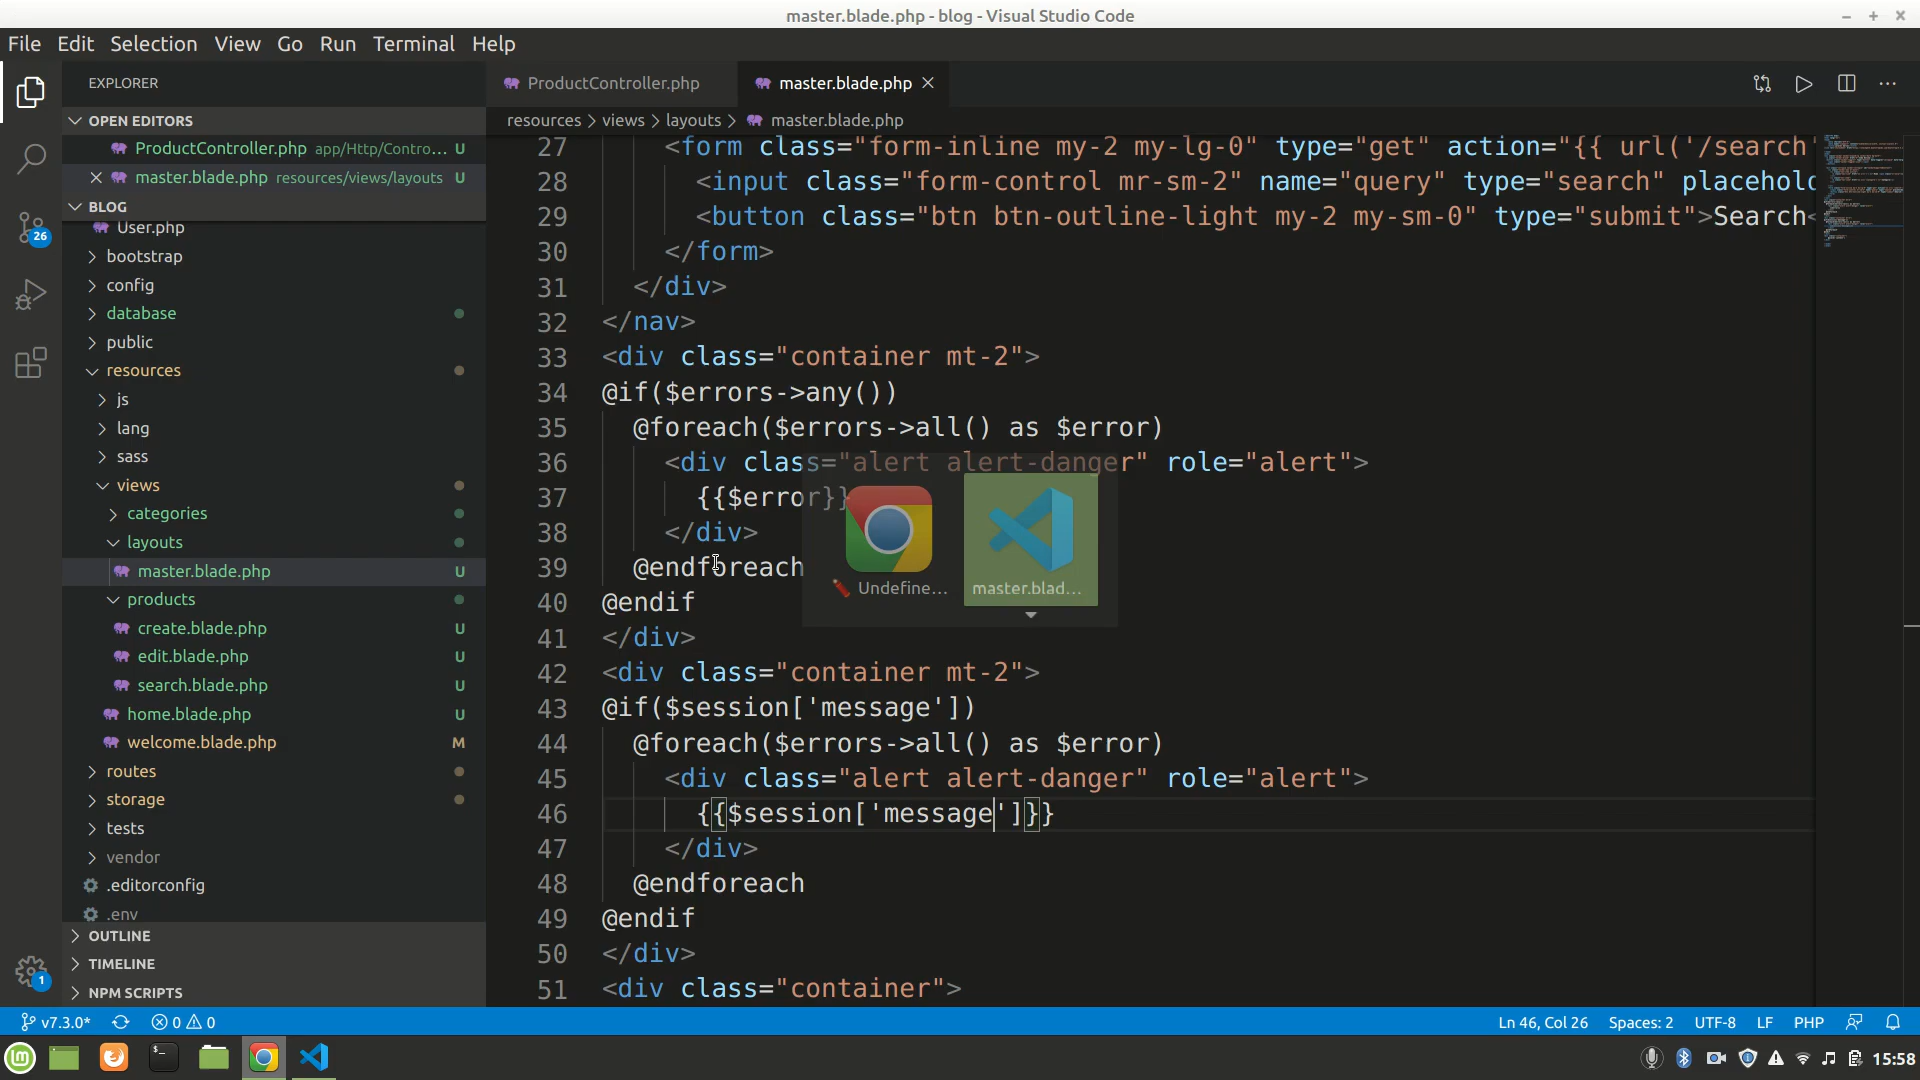 master.blade.php - blog - Visual Studio Code
File Edit Selection View Go Run Terminal Help
EXPLORER
OPEN EDITORS
ProductController.php app/Http/Contro... U
master.blade.php resources/views/layouts U
BLOG
User.php
bootstrap
config
database
public
resources
js
lang
sass
views
categories
layouts
master.blade.php U
products
create.blade.php U
edit.blade.php U
search.blade.php U
home.blade.php U
welcome.blade.php M
routes
storage
tests
vendor
.editorconfig
.env
OUTLINE
TIMELINE
NPM SCRIPTS
26
1
ProductController.php master.blade.php
resources > views > layouts > master.blade.php
27 <form class="form-inline my-2 my-lg-0" type="get" action="{{ url('/search'
28 <input class="form-control mr-sm-2" name="query" type="search" placehold
29 <button class="btn btn-outline-light my-2 my-sm-0" type="submit">Search<
30 </form>
31 </div>
32 </nav>
33 <div class="container mt-2">
34 @if($errors->any())
35 @foreach($errors->all() as $error)
36 <div class="alert alert-danger" role="alert">
37 {{$error}}
38 </div>
39 @endforeach
40 @endif
41 </div>
42 <div class="container mt-2">
43 @if($session['message'])
44 @foreach($errors->all() as $error)
45 <div class="alert alert-danger" role="alert">
46 {{$session['message']}}
47 </div>
48 @endforeach
49 @endif
50 </div>
51 <div class="container">
Undefine... master.blad...
v7.3.0* 0 0 Ln 46, Col 26 Spaces: 2 UTF-8 LF PHP
15:58